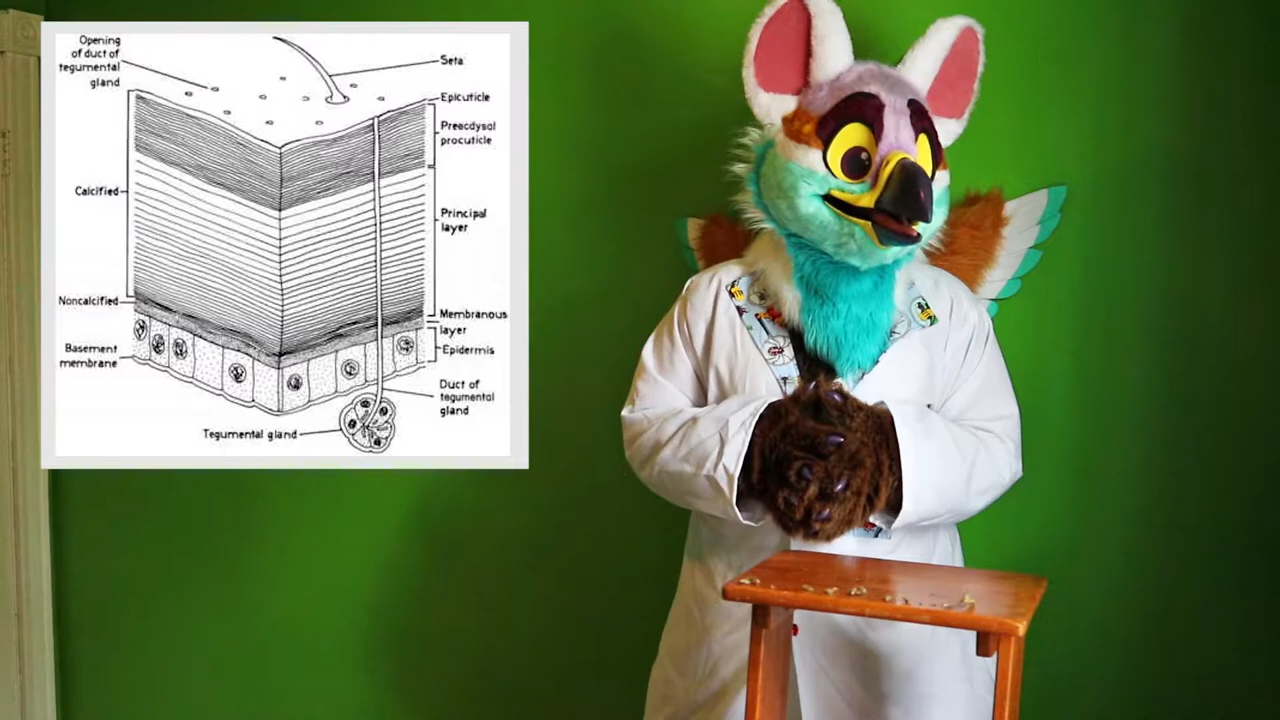 Opening
of duct of
tegumental
gland
Seta
Epicuticle
Preecdysal
procuticle
Calcified
Principal
layer
Noncalcified
Membranous
layer
Basement
membrane
Epidermis
Duct of
tegumental
gland
Tegumental gland